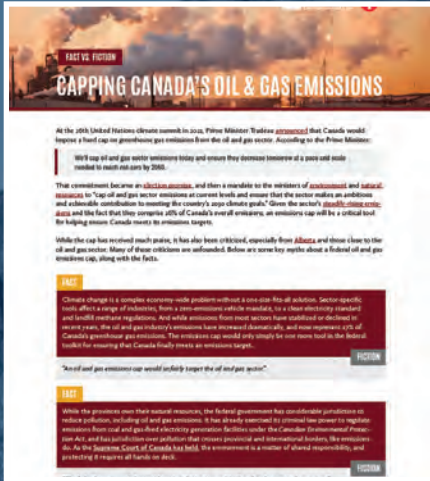 FACT VS. FICTION
CAPPING CANADA'S OIL & GAS EMISSIONS
At the 26th United Nations climate summit in 2021, Prime Minister Trudeau announced that Canada would
impose a hard cap on greenhouse gas emissions from the oil and gas sector. According to the Prime Minister:
We'll cap oil and gas sector emissions today and ensure they decrease tomorrow at a pace and scale
needed to reach net-zero by 2050.
That commitment became an election promise, and then a mandate to the ministers of environment and natural
resources to "cap oil and gas sector emissions at current levels and ensure that the sector makes an ambitious
and achievable contribution to meeting the country's 2030 climate goals." Given the sector's steadily-rising emis-
sions and the fact that they comprise of Canada's overall emissions, an emissions cap will be a critical tool
for helping ensure Canada meets its emissions targets.
While the cap has received much praise, it has also been criticized, especially from Alberta and those close to the
oil and gas sector. Many of these criticisms are unfounded. Below are some key myths about a federal oil and gas
emissions cap, along with the facts.
FACT
Climate change is a complex economy-wide problem without a one-size-fits-all solution. Sector-specific
tools affect a range of industries, from a zero-emissions vehicle mandate, to a clean electricity standard
and landfill methane regulations. And while emissions from most sectors have stabilized or declined in
recent years, the oil and gas industry's emissions have increased dramatically, and now represent 27% of
Canada's greenhouse gas emissions. The emissions cap would only simply be one more tool in the federal
toolkit for ensuring that Canada finally meets an emissions target.
FICTION
"An oil and gas emissions cap would unfairly target the oil and gas sector".
FACT
While the provinces own their natural resources, the federal government has considerable jurisdiction to
reduce pollution, including oil and gas emissions. It has already exercised its criminal law power to regulate
emissions from coal and gas-fired electricity generation facilities under the Canadian Environmental Protec-
tion Act, and has jurisdiction over pollution that crosses provincial and international borders, like emissions
do. As the Supreme Court of Canada has held, the environment is a matter of shared responsibility, and
protecting it requires all hands on deck.
FICTION